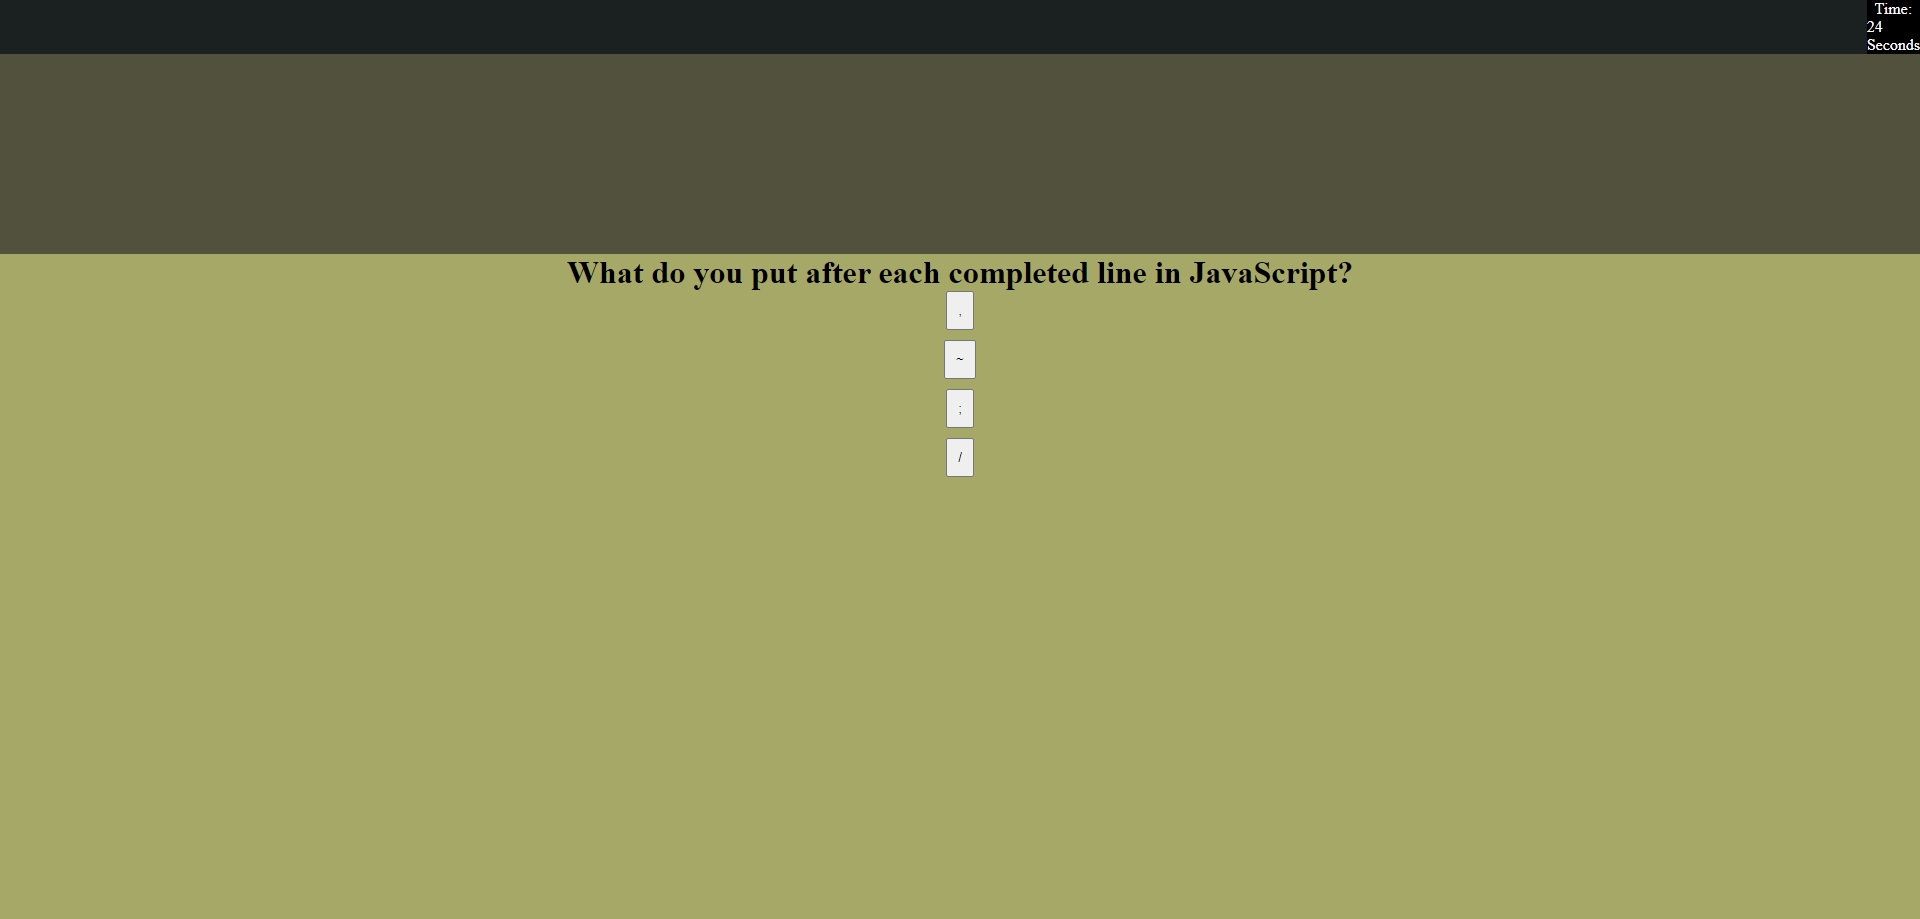 Time:
24
Seconds
What do you put after each completed line in JavaScript?
,
~
;
/